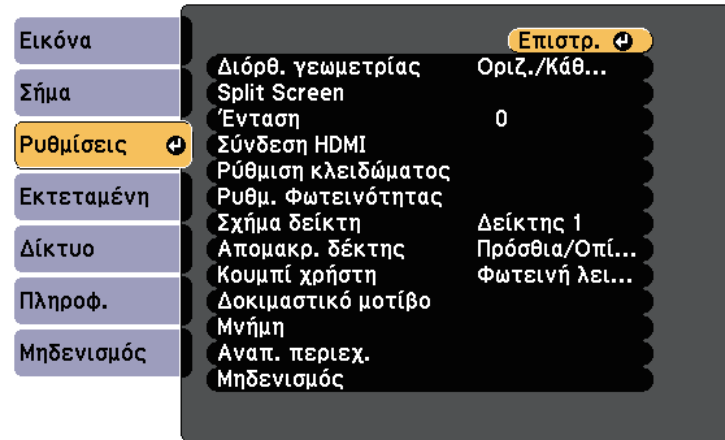 Εικόνα
Σήμα
Ρυθμίσεις
Εκτεταμένη
Δίκτυο
Πληροφ.
Μηδενισμός
Επιστρ.
Διόρθ. γεωμετρίας Οριζ./Κάθ...
Split Screen
Ένταση 0
Σύνδεση HDMI
Ρύθμιση κλειδώματος
Ρυθμ. Φωτεινότητας
Σχήμα δείκτη Δείκτης 1
Απομακρ. δέκτης Πρόσθια/Οπί...
Κουμπί χρήστη Φωτεινή λει...
Δοκιμαστικό μοτίβο
Μνήμη
Αναπ. περιεχ.
Μηδενισμός